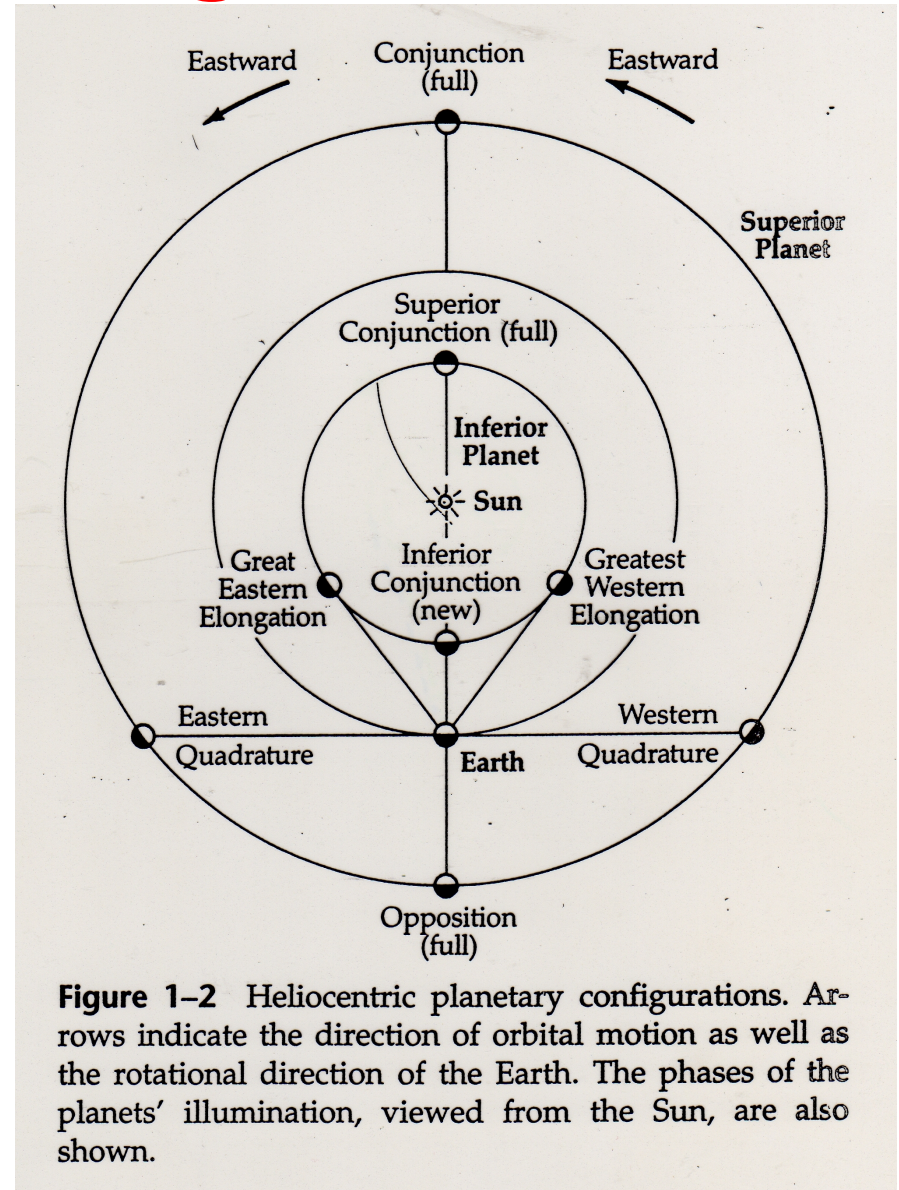 Eastward
Conjunction
(full)
Eastward
Superior
Planet
Superior
Conjunction (full)
Inferior
Planet
Sun
Great
Eastern
Elongation
Inferior
Conjunction
(new)
Greatest
Western
Elongation
Eastern
Quadrature
Western
Quadrature
Earth
Opposition
(full)
Figure 1–2 Heliocentric planetary configurations. Ar-
rows indicate the direction of orbital motion as well as
the rotational direction of the Earth. The phases of the
planets’ illumination, viewed from the Sun, are also
shown.